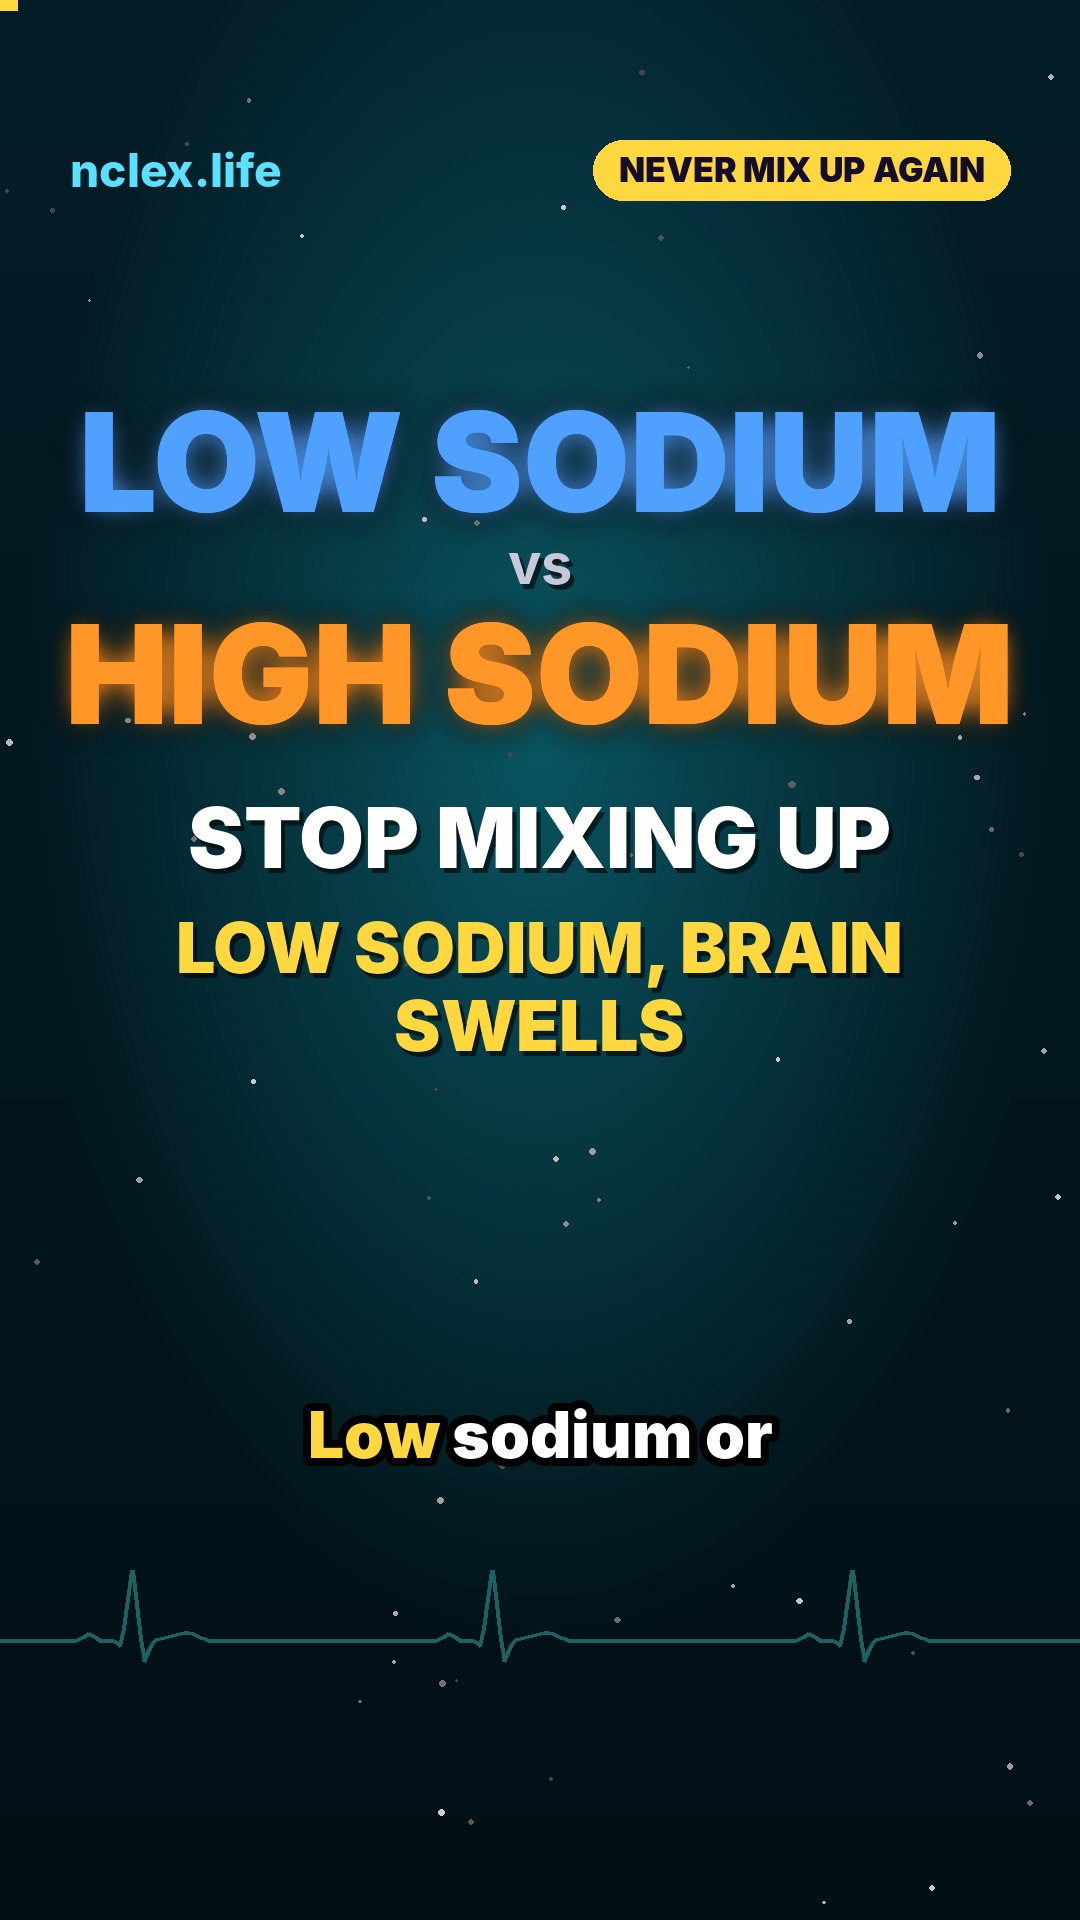 nclex.life
NEVER MIX UP AGAIN
LOW SODIUM
vs
HIGH SODIUM
STOP MIXING UP
LOW SODIUM, BRAIN
SWELLS
Low sodium or